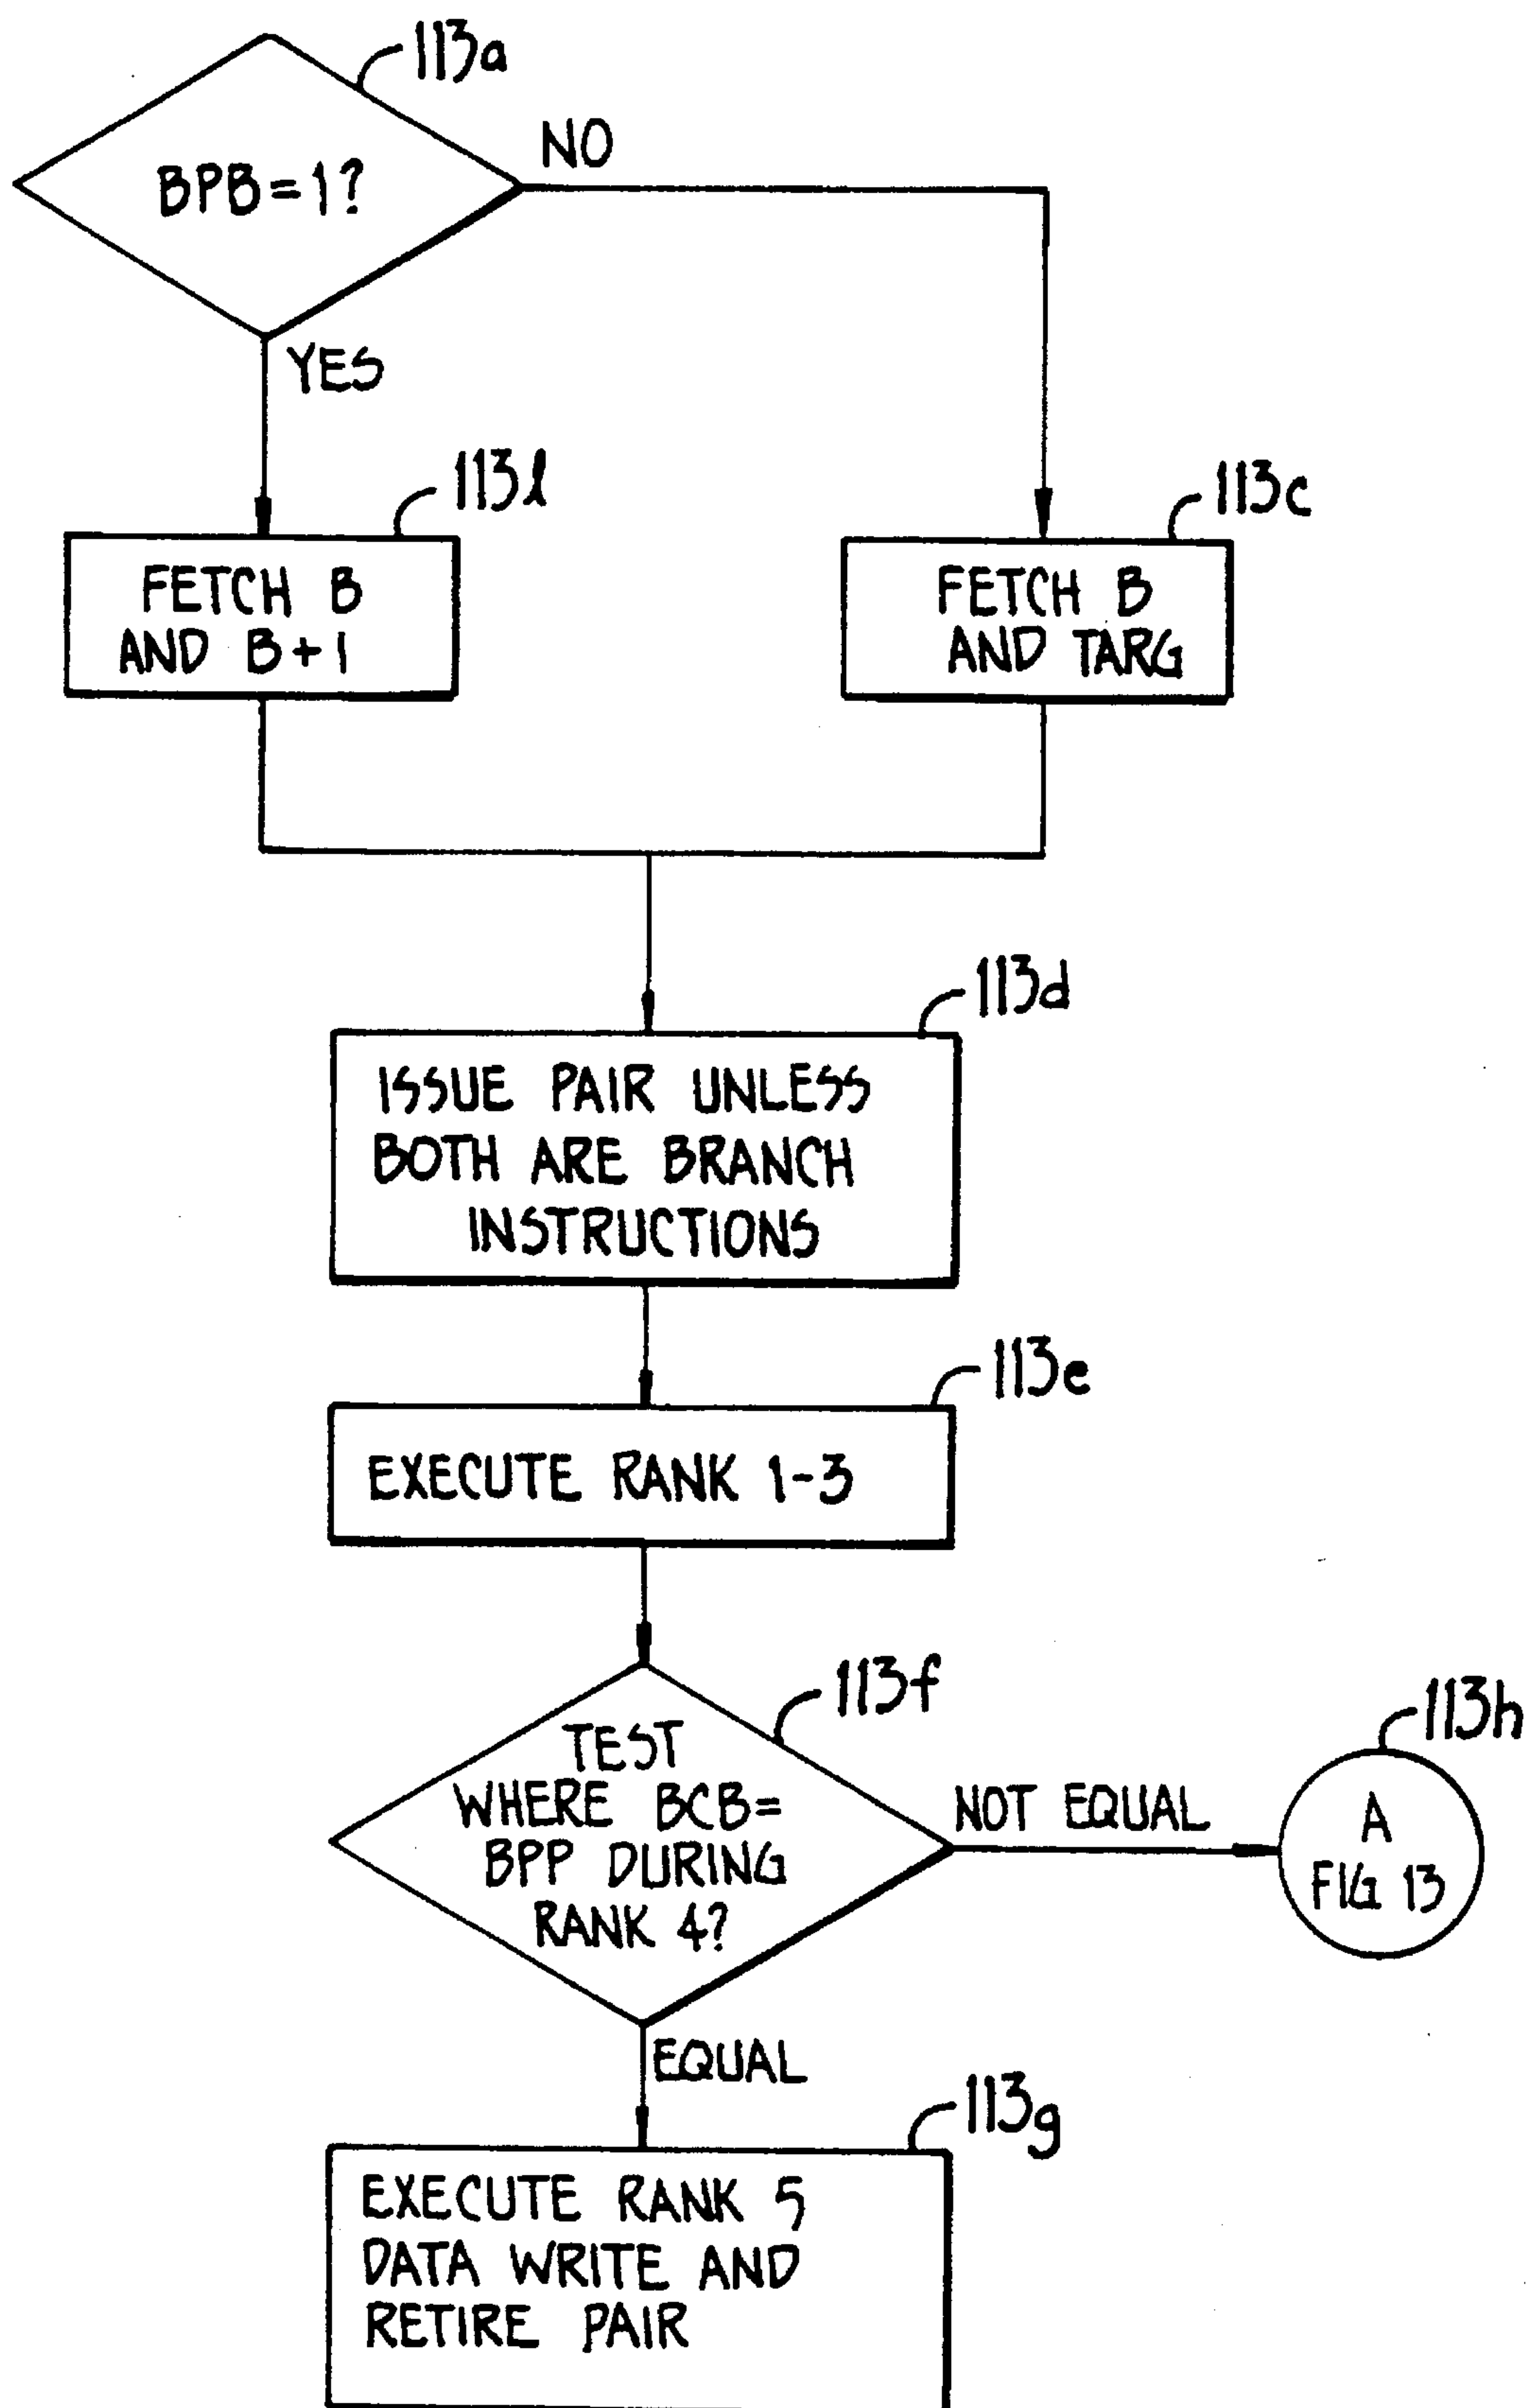 113a
BPB=1?
NO
YES
113l
FETCH B
AND B+1
113c
FETCH B
AND TARG
113d
ISSUE PAIR UNLESS
BOTH ARE BRANCH
INSTRUCTIONS
113e
EXECUTE RANK 1-3
113f
TEST
WHERE BCB=
BPP DURING
RANK 4?
NOT EQUAL
113h
A
FIG 13
EQUAL
113g
EXECUTE RANK 5
DATA WRITE AND
RETIRE PAIR